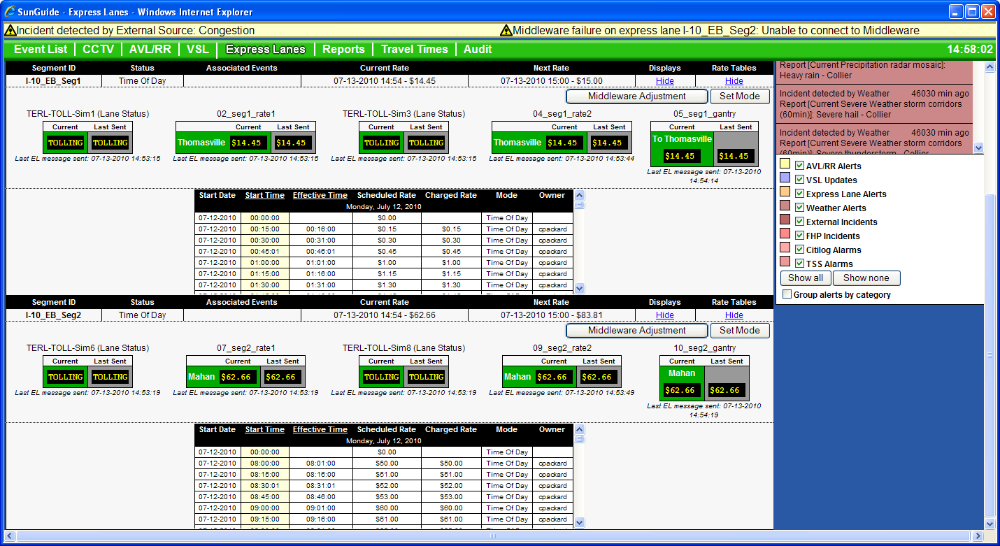 SunGuide - Express Lanes - Windows Internet Explorer
Incident detected by External Source: Congestion Middleware failure on express lane I-10_EB_Seg2: Unable to connect to Middleware
Event List CCTV AVL/RR VSL Express Lanes Reports Travel Times Audit 14:58:02
Segment ID Status Associated Events Current Rate Next Rate Displays Rate Tables
I-10_EB_Seg1 Time Of Day 07-13-2010 14:54 - $14.45 07-13-2010 15:00 - $15.00 Hide Hide
Middleware Adjustment Set Mode
TERL-TOLL-Sim1 (Lane Status) 02_seg1_rate1 TERL-TOLL-Sim3 (Lane Status) 04_seg1_rate2 05_seg1_gantry
Current Last Sent Current Last Sent Current Last Sent Current Last Sent Current Last Sent
TOLLING TOLLING Thomasville $14.45 $14.45 TOLLING TOLLING Thomasville $14.45 $14.45 To Thomasville
$14.45 $14.45
Last EL message sent: 07-13-2010 14:53:15 Last EL message sent: 07-13-2010 14:53:15 Last EL message sent: 07-13-2010 14:53:15 Last EL message sent: 07-13-2010 14:53:44 Last EL message sent: 07-13-2010
14:54:14
Start Date Start Time Effective Time Scheduled Rate Charged Rate Mode Owner
Monday, July 12, 2010
07-12-2010 00:00:00 $0.00 Time Of Day
07-12-2010 00:15:00 00:16:00 $0.15 $0.15 Time Of Day cpackard
07-12-2010 00:30:00 00:31:00 $0.30 $0.30 Time Of Day cpackard
07-12-2010 00:45:01 00:46:01 $0.45 $0.45 Time Of Day cpackard
07-12-2010 01:00:00 01:01:00 $1.00 $1.00 Time Of Day cpackard
07-12-2010 01:15:00 01:16:00 $1.15 $1.15 Time Of Day cpackard
07-12-2010 01:30:00 01:31:00 $1.30 $1.30 Time Of Day cpackard
Segment ID Status Associated Events Current Rate Next Rate Displays Rate Tables
I-10_EB_Seg2 Time Of Day 07-13-2010 14:54 - $62.66 07-13-2010 15:00 - $83.81 Hide Hide
Middleware Adjustment Set Mode
TERL-TOLL-Sim6 (Lane Status) 07_seg2_rate1 TERL-TOLL-Sim8 (Lane Status) 09_seg2_rate2 10_seg2_gantry
Current Last Sent Current Last Sent Current Last Sent Current Last Sent Current Last Sent
TOLLING TOLLING Mahan $62.66 $62.66 TOLLING TOLLING Mahan $62.66 $62.66 Mahan
$62.66 $62.66
Last EL message sent: 07-13-2010 14:53:19 Last EL message sent: 07-13-2010 14:53:19 Last EL message sent: 07-13-2010 14:53:19 Last EL message sent: 07-13-2010 14:53:49 Last EL message sent: 07-13-2010
14:54:19
Start Date Start Time Effective Time Scheduled Rate Charged Rate Mode Owner
Monday, July 12, 2010
07-12-2010 00:00:00 $0.00 Time Of Day
07-12-2010 08:00:00 08:01:00 $50.00 $50.00 Time Of Day cpackard
07-12-2010 08:15:00 08:16:00 $51.00 $51.00 Time Of Day cpackard
07-12-2010 08:30:01 08:31:01 $52.00 $52.00 Time Of Day cpackard
07-12-2010 08:45:00 08:46:00 $53.00 $53.00 Time Of Day cpackard
07-12-2010 09:00:00 09:01:00 $60.00 $60.00 Time Of Day cpackard
07-12-2010 09:15:00 09:16:00 $61.00 $61.00 Time Of Day cpackard
Report [Current Precipitation radar mosaic]:
Heavy rain - Collier
Incident detected by Weather 46030 min ago
Report [Current Severe Weather storm corridors
(60min)]: Severe hail - Collier
Incident detected by Weather 46030 min ago
Report [Current Severe Weather storm corridors
(60min)]: Severe thunderstorm - Collier
AVL/RR Alerts
VSL Updates
Express Lane Alerts
Weather Alerts
External Incidents
FHP Incidents
Citilog Alarms
TSS Alarms
Show all Show none
Group alerts by category